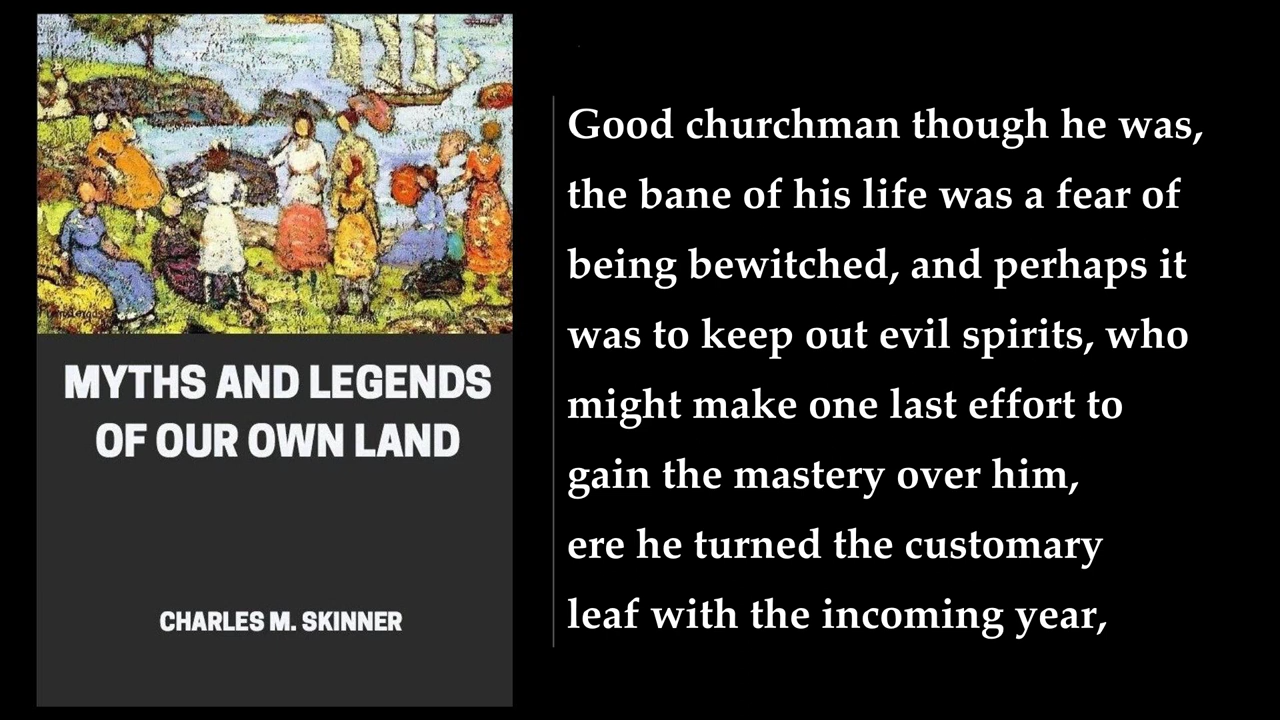 MYTHS AND LEGENDS
OF OUR OWN LAND
CHARLES M. SKINNER
Good churchman though he was,
the bane of his life was a fear of
being bewitched, and perhaps it
was to keep out evil spirits, who
might make one last effort to
gain the mastery over him,
ere he turned the customary
leaf with the incoming year,